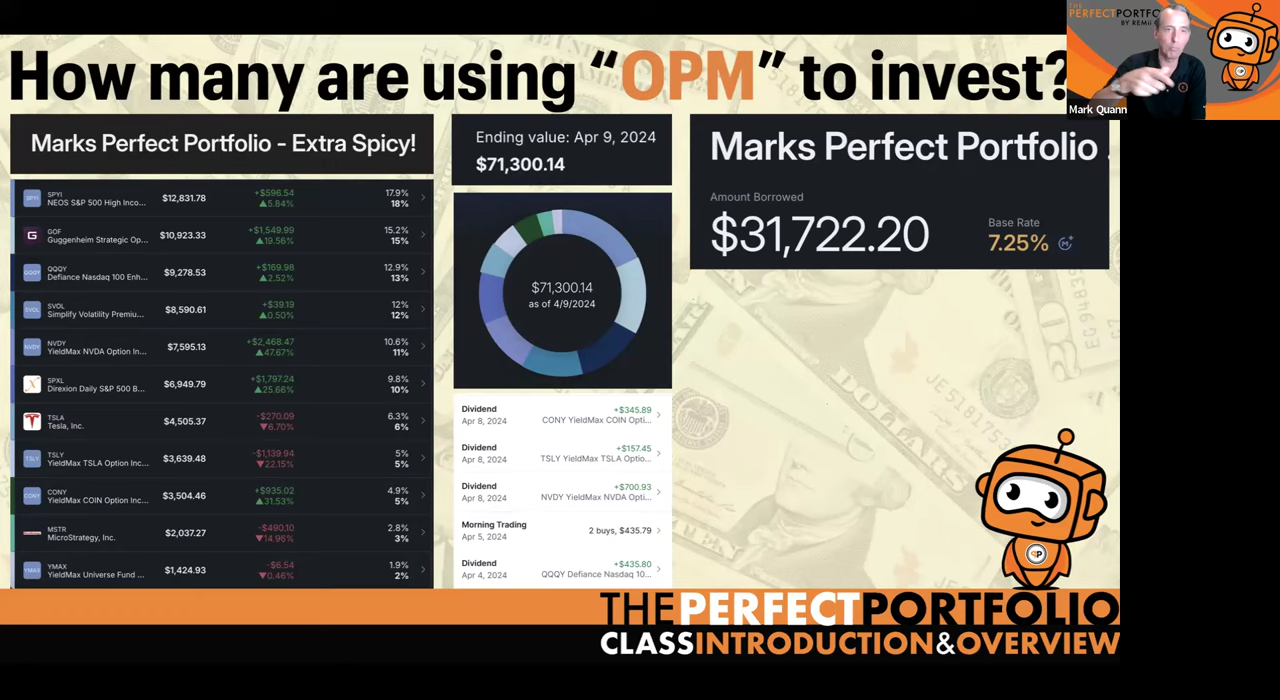 How many are using “OPM” to invest?
THE
PERFECTPORTFO
BY REMII
Mark Quann
Marks Perfect Portfolio - Extra Spicy!
SPYI
NEOS S&P 500 High Inco...
$12,831.78
+$596.54
▲5.84%
17.9%
18%
G
GOF
Guggenheim Strategic Op...
$10,923.33
+$1,549.99
▲19.56%
15.2%
15%
QQQY
QQQY
Defiance Nasdaq 100 Enh...
$9,278.53
+$169.98
▲2.52%
12.9%
13%
SVOL
SVOL
Simplify Volatility Premiu...
$8,590.61
+$39.19
▲0.50%
12%
12%
NVDY
NVDY
YieldMax NVDA Option In...
$7,595.13
+$2,468.47
▲47.67%
10.6%
11%
SPXL
Direxion Daily S&P 500 B...
$6,949.79
+$1,797.24
▲25.66%
9.8%
10%
TSLA
Tesla, Inc.
$4,505.37
-$270.09
▼6.70%
6.3%
6%
TSLY
TSLY
YieldMax TSLA Option Inc...
$3,639.48
-$1,139.94
▼22.15%
5%
5%
CONY
CONY
YieldMax COIN Option Inc...
$3,504.46
+$935.02
▲31.53%
4.9%
5%
MSTR
MicroStrategy, Inc.
$2,037.27
-$490.10
▼14.96%
2.8%
3%
YMAX
YMAX
YieldMax Universe Fund ...
$1,424.93
-$6.54
▼0.46%
1.9%
2%
Ending value: Apr 9, 2024
$71,300.14
$71,300.14
as of 4/9/2024
Dividend
Apr 8, 2024
+$345.89
CONY YieldMax COIN Opti...
Dividend
Apr 8, 2024
+$157.45
TSLY YieldMax TSLA Optio...
Dividend
Apr 8, 2024
+$700.93
NVDY YieldMax NVDA Opti...
Morning Trading
Apr 5, 2024
2 buys, $435.79
Dividend
Apr 4, 2024
+$435.80
QQQY Defiance Nasdaq 10...
Marks Perfect Portfolio .
Amount Borrowed
$31,722.20
Base Rate
7.25%
THEPERFECTPORTFOLIO
CLASSINTRODUCTION&OVERVIEW